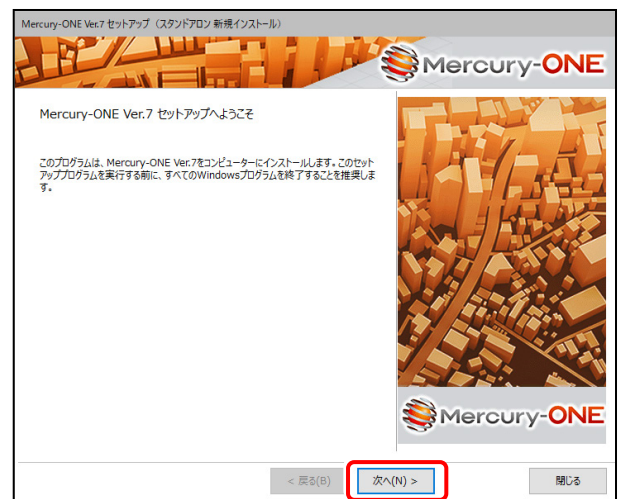 Mercury-ONE Ver.7 セットアップ（スタンドアロン 新規インストール）
Mercury-ONE
Mercury-ONE Ver.7 セットアップへようこそ
このプログラムは、Mercury-ONE Ver.7をコンピューターにインストールします。このセット
アッププログラムを実行する前に、すべてのWindowsプログラムを終了することを推奨しま
す。
Mercury-ONE
< 戻る(B)
次へ(N) >
閉じる